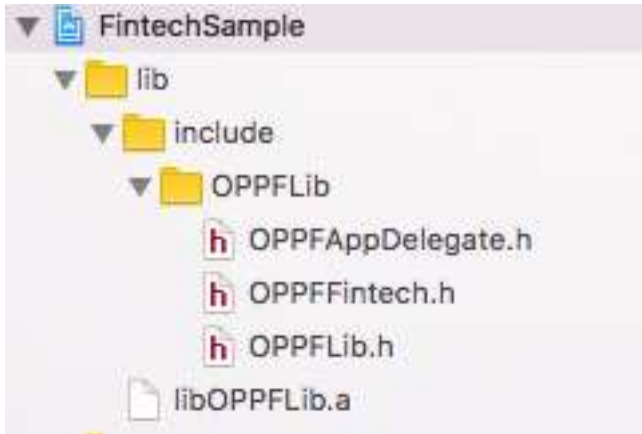 FintechSample
lib
include
OPPFLib
h OPPFAppDelegate.h
h OPPFFintech.h
h OPPFLib.h
libOPPFLib.a